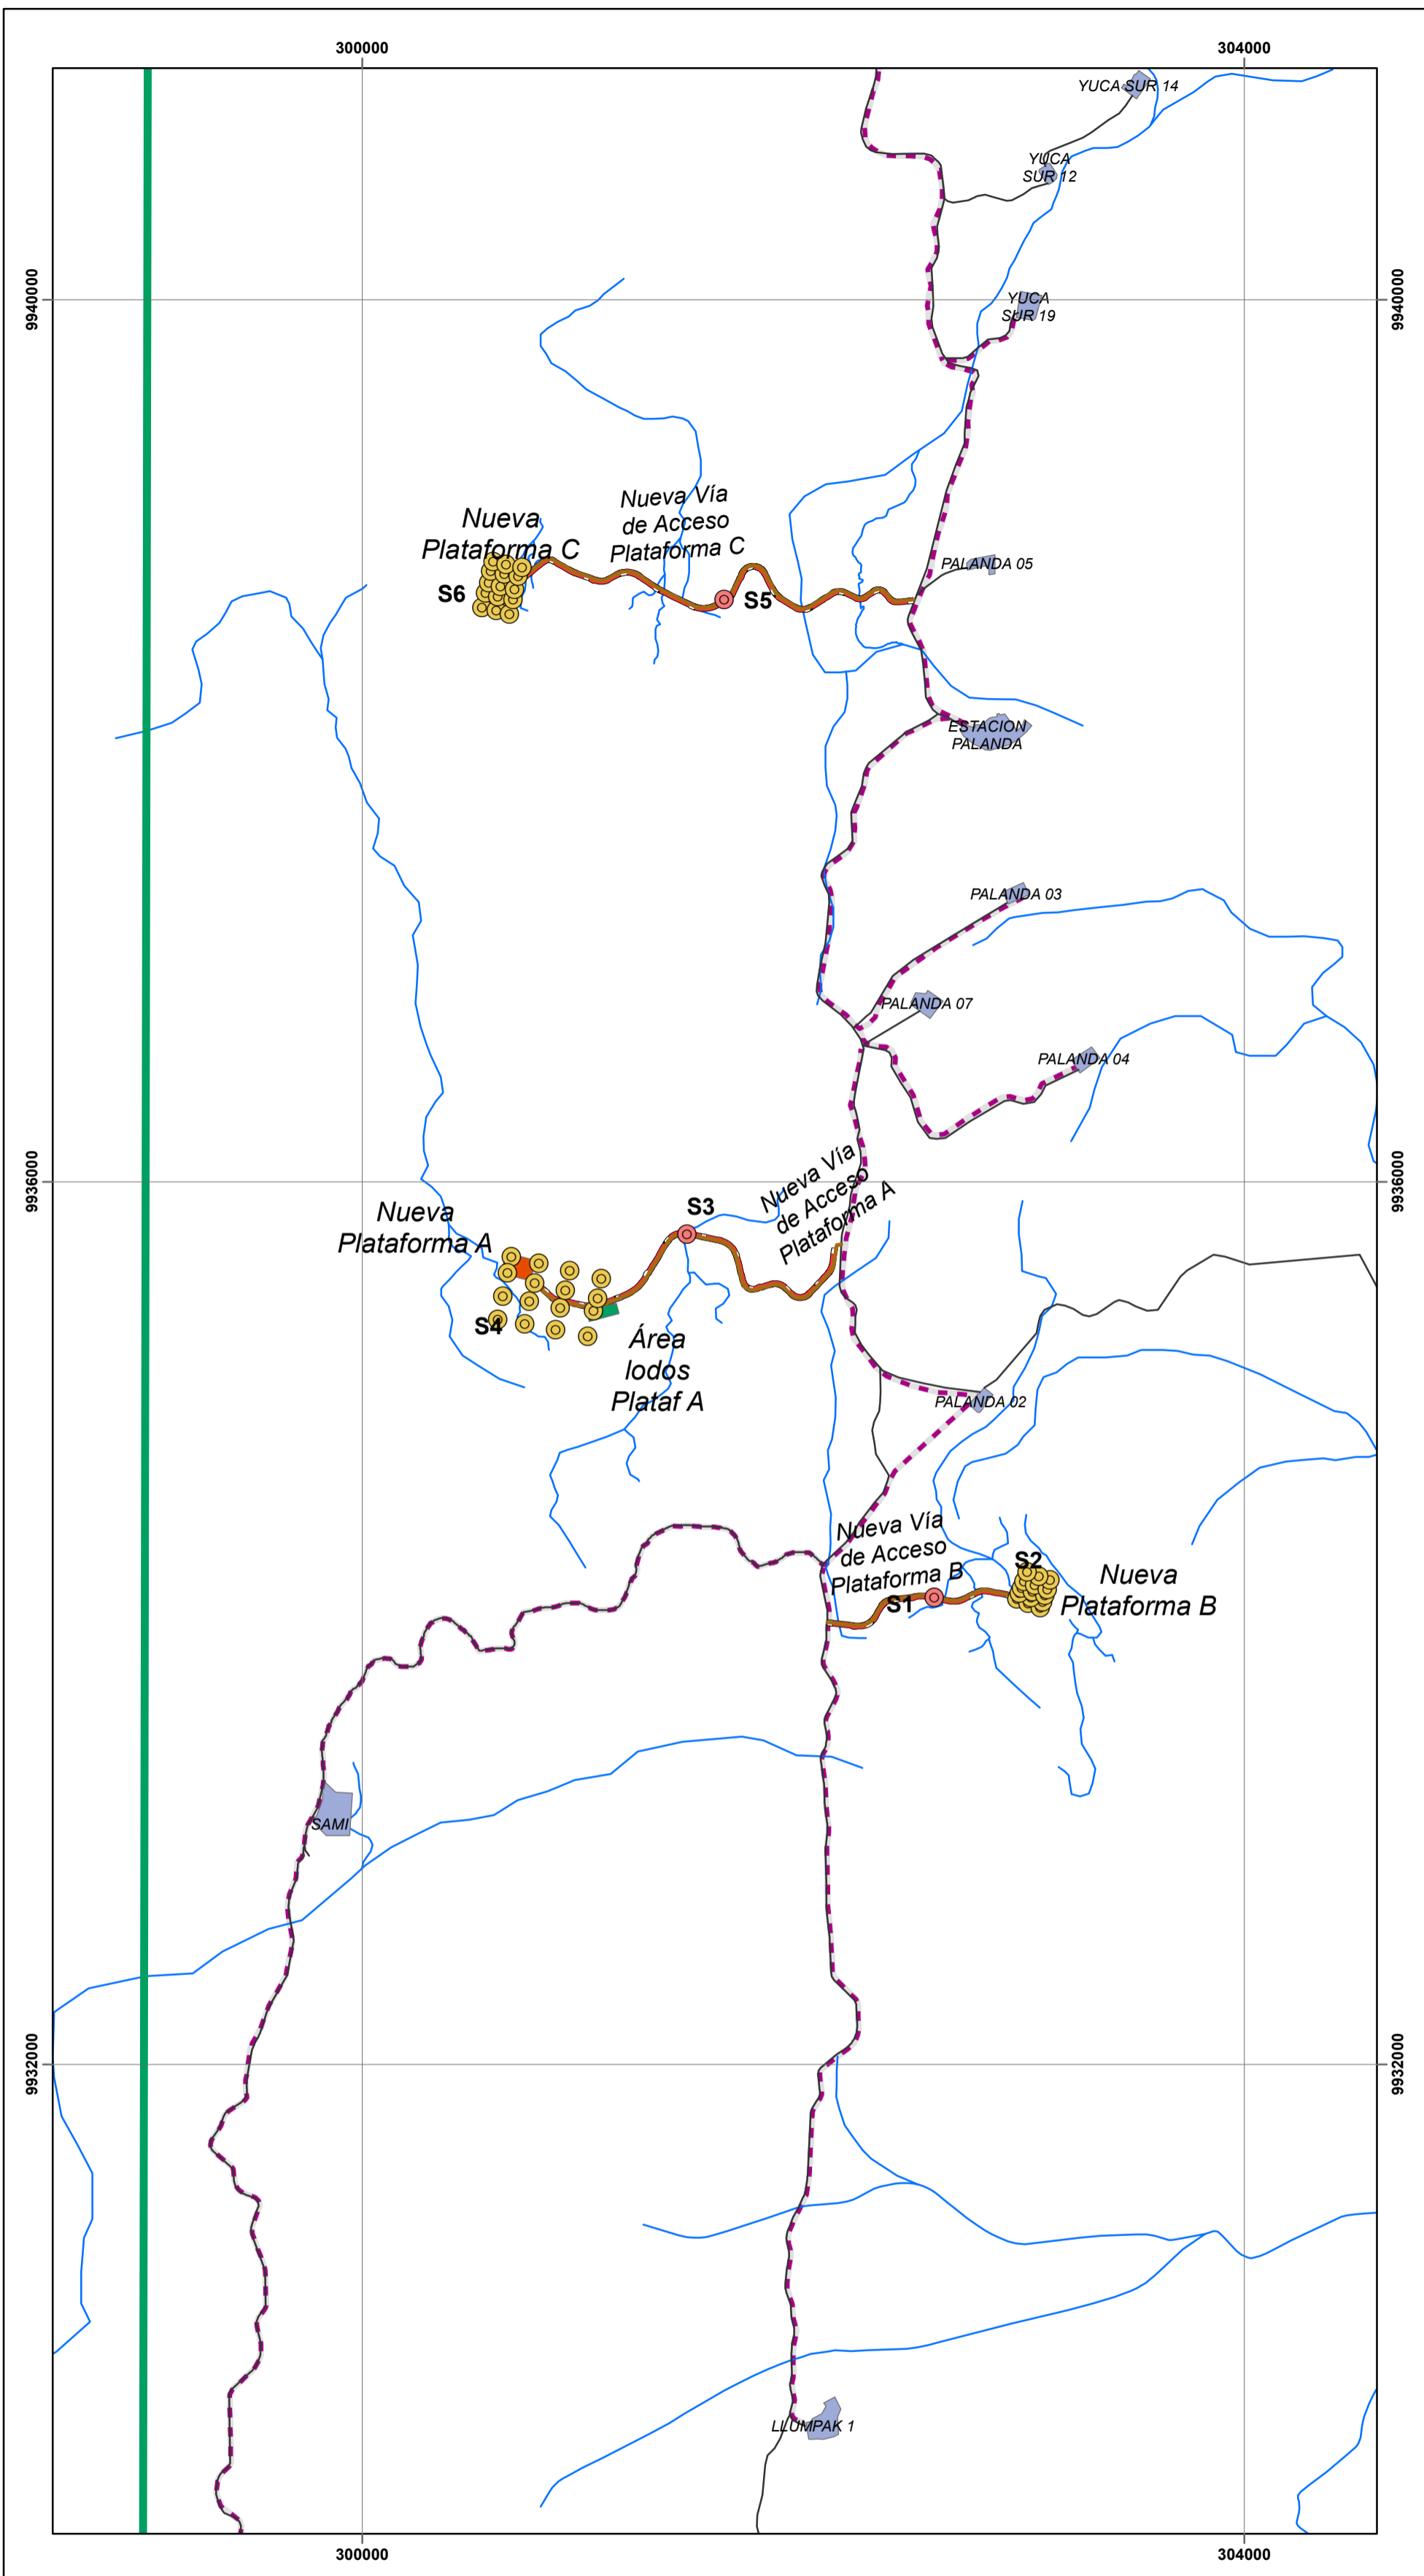 300000
304000
YUCA SUR 14
YUCA
SUR 12
9940000
9940000
YUCA
SUR 19
Nueva
Plataforma C
Nueva Vía
de Acceso
Plataforma C
PALANDA 05
S6
S5
ESTACION
PALANDA
PALANDA 03
PALANDA 07
PALANDA 04
9936000
9936000
Nueva Vía
de Acceso
Plataforma A
S3
Nueva
Plataforma A
S4
Área
lodos
Plataf A
PALANDA 02
Nueva Vía
de Acceso
Plataforma B
S2
S1
Nueva
Plataforma B
SAMI
9932000
9932000
LLUMPAK 1
300000
304000